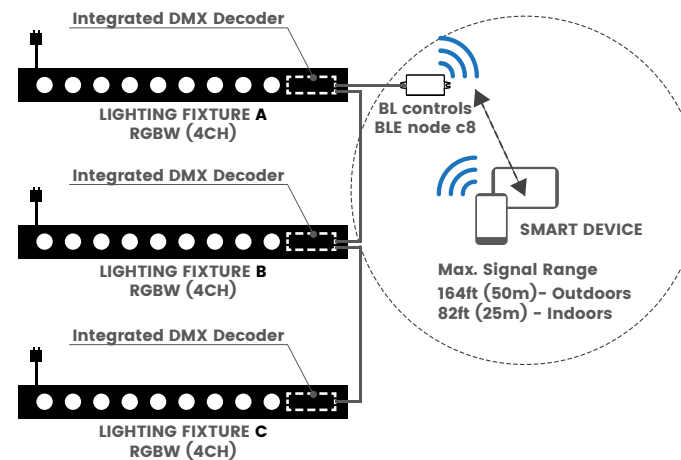 Integrated DMX Decoder
LIGHTING FIXTURE A
RGBW (4CH)
BL controls
BLE node c8
Integrated DMX Decoder
LIGHTING FIXTURE B
RGBW (4CH)
SMART DEVICE
Max. Signal Range
164ft (50m)- Outdoors
82ft (25m) - Indoors
Integrated DMX Decoder
LIGHTING FIXTURE C
RGBW (4CH)